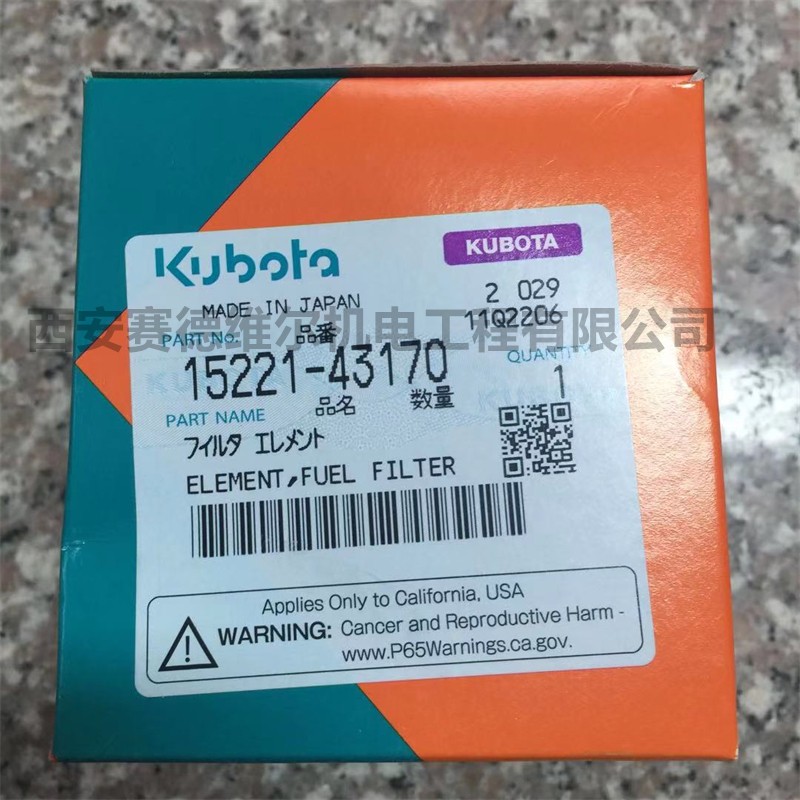 Kubota
KUBOTA
MADE IN JAPAN
2 029
11Q2206
西安赛德维尔机电工程有限公司
PART No.
品番
15221-43170
QUANTITY
1
PART NAME
品名
数量
フイルタ エレメント
ELEMENT,FUEL FILTER
Applies Only to California, USA
WARNING: Cancer and Reproductive Harm -
www.P65Warnings.ca.gov.